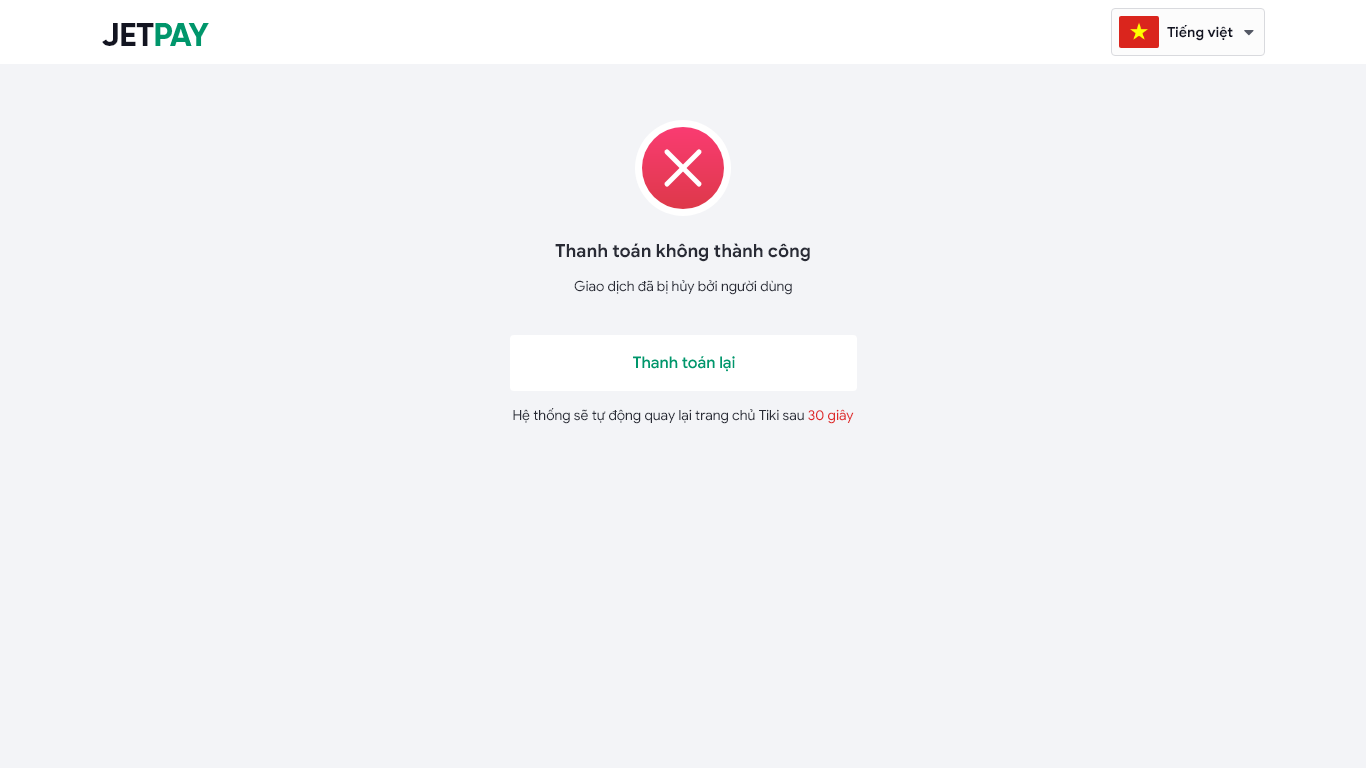 JETPAY
Tiếng việt
Thanh toán không thành công
Giao dịch đã bị hủy bởi người dùng
Thanh toán lại
Hệ thống sẽ tự động quay lại trang chủ Tiki sau 30 giây